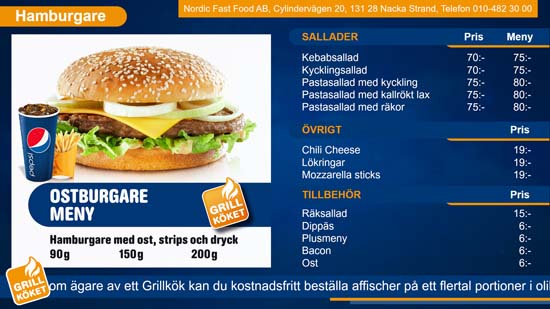 Hamburgare
Nordic Fast Food AB, Cylindervägen 20, 131 28 Nacka Strand, Telefon 010-482 30 00
pepsi
OSTBURGARE
MENY
GRILL
KÖKET
Hamburgare med ost, strips och dryck
90g 150g 200g
SALLADER Pris Meny
Kebabsallad 70:- 75:-
Kycklingsallad 70:- 75:-
Pastasallad med kyckling 75:- 80:-
Pastasallad med kallrökt lax 75:- 80:-
Pastasallad med räkor 75:- 80:-
ÖVRIGT Pris
Chili Cheese 19:-
Lökringar 19:-
Mozzarella sticks 19:-
TILLBEHÖR Pris
Räksallad 15:-
Dippäs 6:-
Plusmeny 6:-
Bacon 6:-
Ost 6:-
GRILL
KÖKET
om ägare av ett Grillkök kan du kostnadsfritt beställa affischer på ett flertal portioner i oli